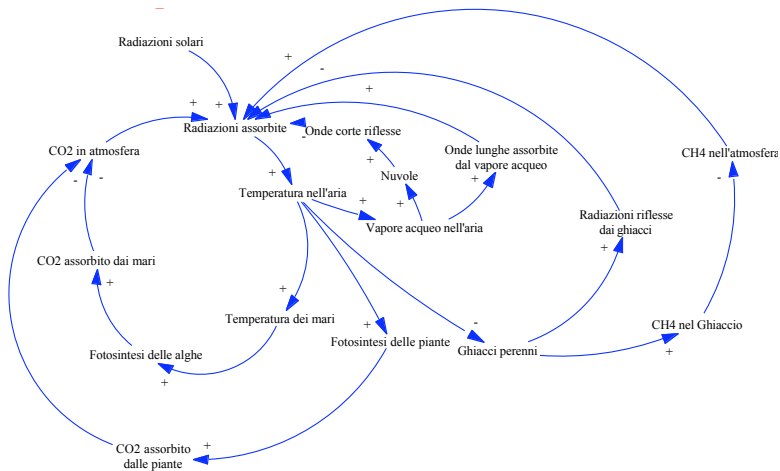 Radiazioni solari
Radiazioni assorbite
Onde corte riflesse
CO2 in atmosfera
Onde lunghe assorbite
dal vapore acqueo
CH4 nell'atmosfera
Nuvole
Temperatura nell'aria
Vapore acqueo nell'aria
Radiazioni riflesse
dai ghiacci
CO2 assorbito dai mari
Temperatura dei mari
CH4 nel Ghiaccio
Fotosintesi delle piante
Ghiacci perenni
Fotosintesi delle alghe
CO2 assorbito
dalle piante